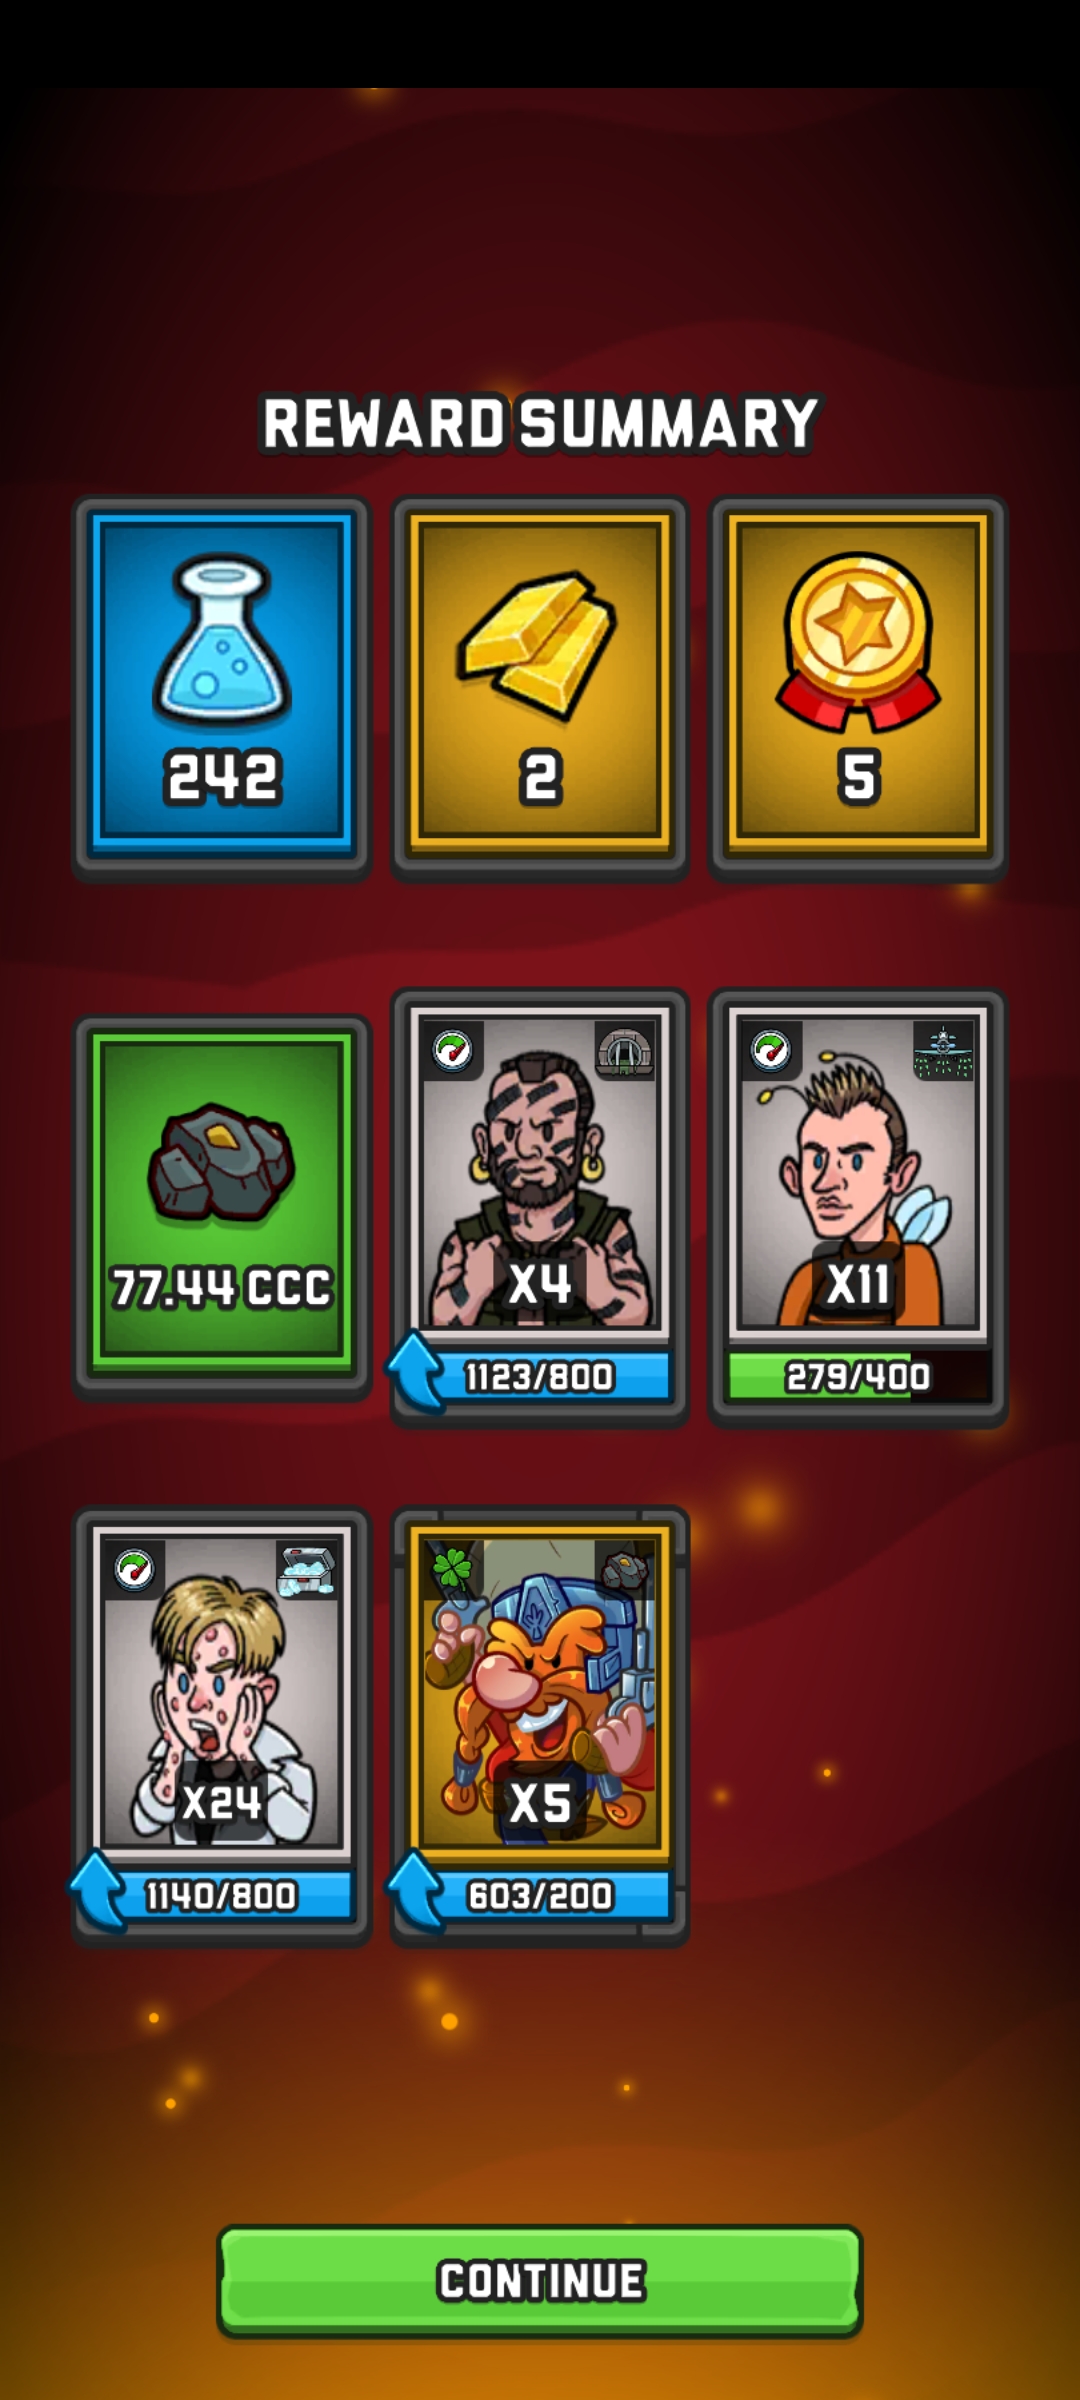 REWARD SUMMARY
242
2
5
77.44 CCC
X4
1123/800
X11
279/400
X24
1140/800
X5
603/200
CONTINUE